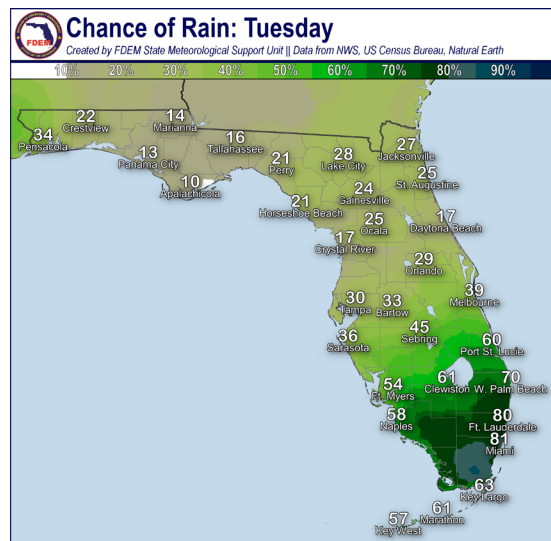 Chance of Rain: Tuesday
Created by FDEM State Meteorological Support Unit || Data from NWS, US Census Bureau, Natural Earth
FDEM
10% 20% 30% 40% 50% 60% 70% 80% 90%
22
Crestview
14
Marianna
34
Pensacola
16
Tallahassee
13
Panama City
10
Apalachicola
21
Perry
28
Lake City
27
Jacksonville
25
St. Augustine
24
Gainesville
21
Horseshoe Beach
25
Ocala
17
Daytona Beach
17
Crystal River
29
Orlando
39
Melbourne
30
Tampa
33
Bartow
36
Sarasota
45
Sebring
60
Port St. Lucie
54
Ft. Myers
61
Clewiston
70
W. Palm Beach
58
Naples
80
Ft. Lauderdale
81
Miami
63
Key Largo
61
Marathon
57
Key West